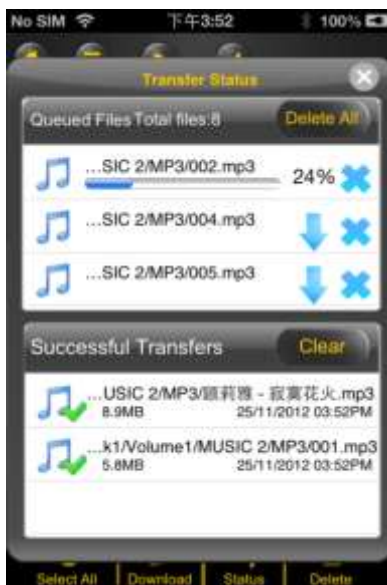 No SIM 下午3:52 100%
Transfer Status
Queued Files Total files:8 Delete All
...SIC 2/MP3/002.mp3
24%
...SIC 2/MP3/004.mp3
...SIC 2/MP3/005.mp3
Successful Transfers Clear
...USIC 2/MP3/ - 寂寞花火.mp3
8.9MB 25/11/2012 03:52PM
...k1/Volume1/MUSIC 2/MP3/001.mp3
5.8MB 25/11/2012 03:52PM
Select All Download Status Delete